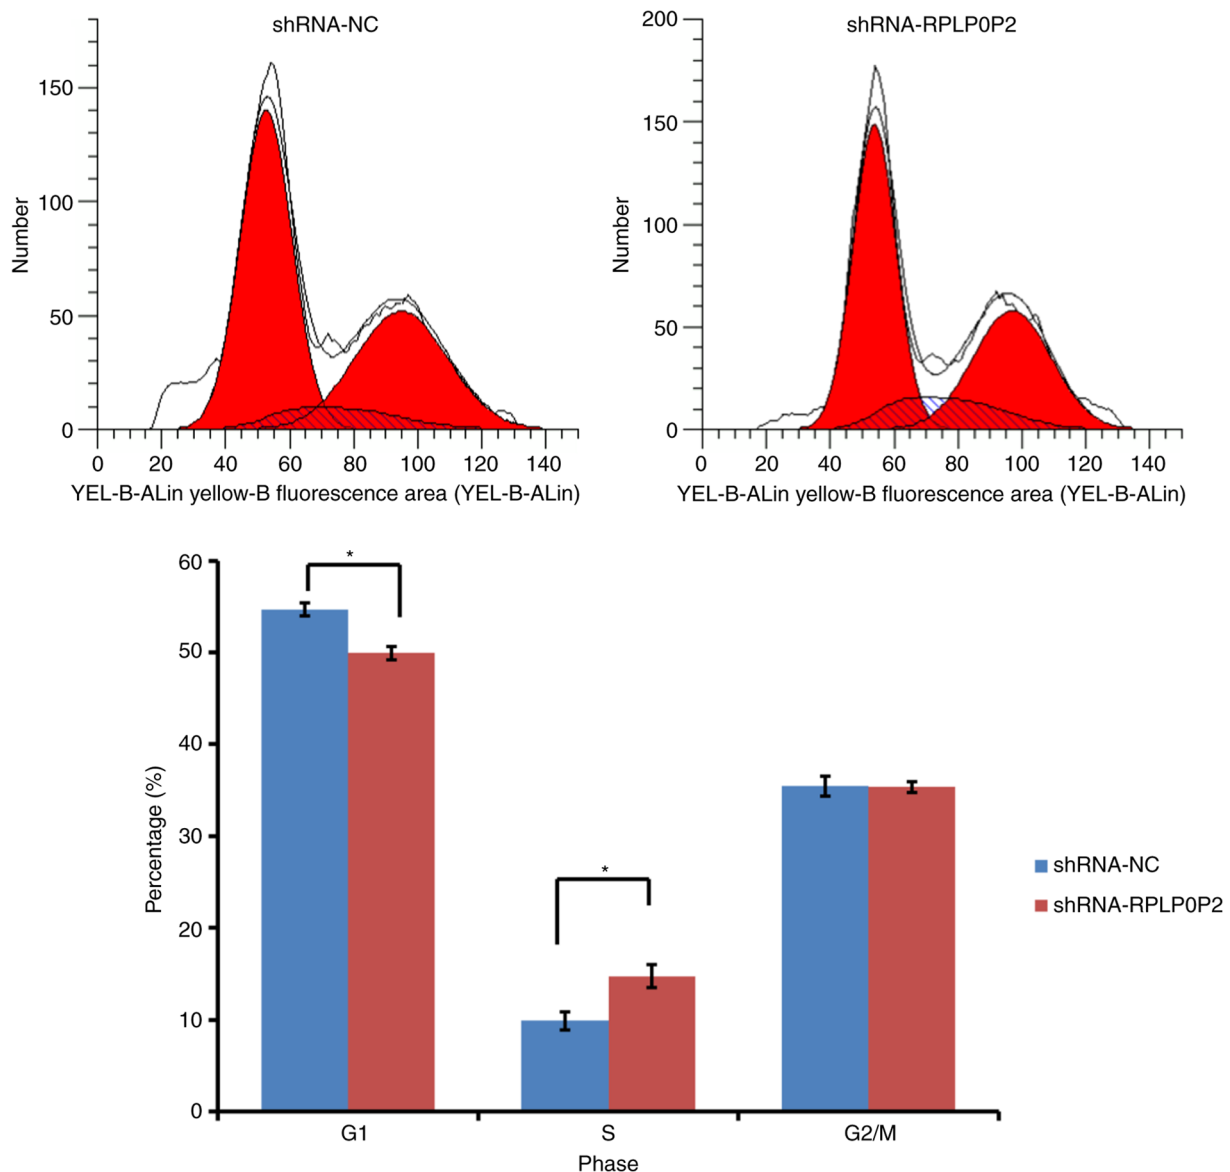 shRNA-NC
shRNA-RPLP0P2
150
100
50
0
Number
0 20 40 60 80 100 120 140
YEL-B-ALin yellow-B fluorescence area (YEL-B-ALin)
200
150
100
50
0
Number
0 20 40 60 80 100 120 140
YEL-B-ALin yellow-B fluorescence area (YEL-B-ALin)
60
50
40
30
20
10
0
Percentage (%)
*
*
G1 S G2/M
Phase
shRNA-NC
shRNA-RPLP0P2